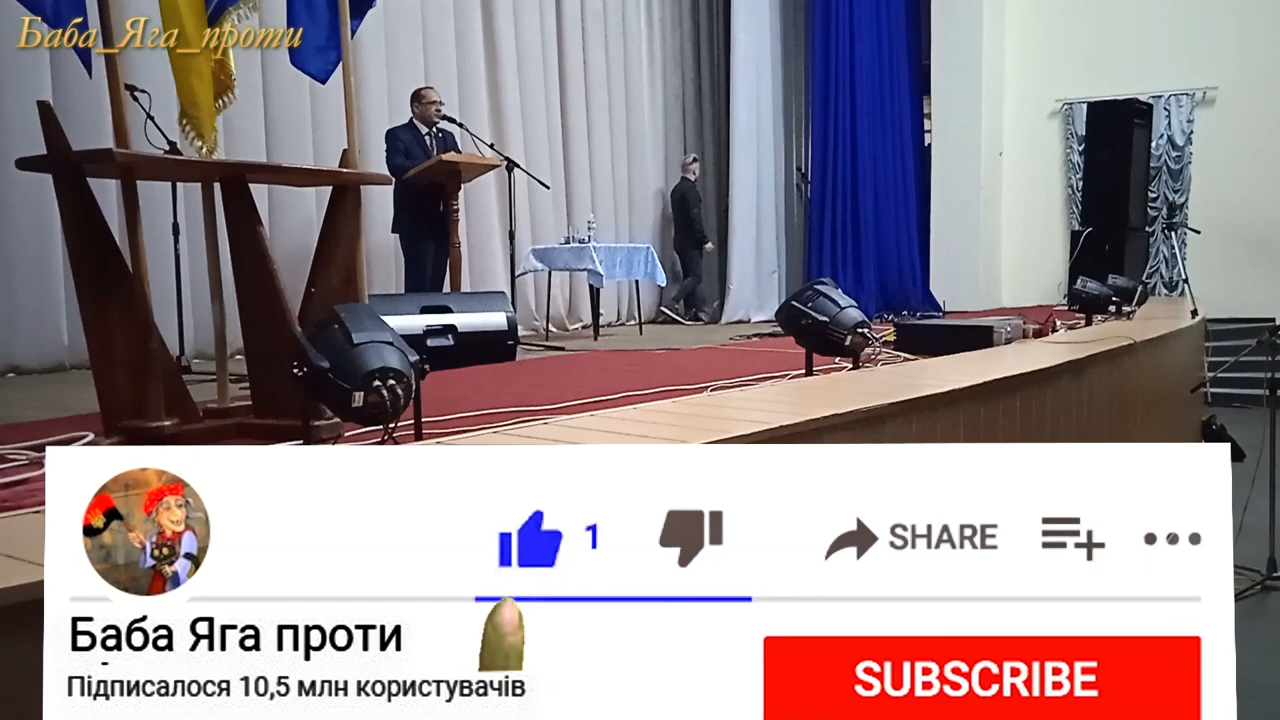 Баба_Яга_проти
1
SHARE
Баба Яга проти
Підписалося 10,5 млн користувачів
SUBSCRIBE